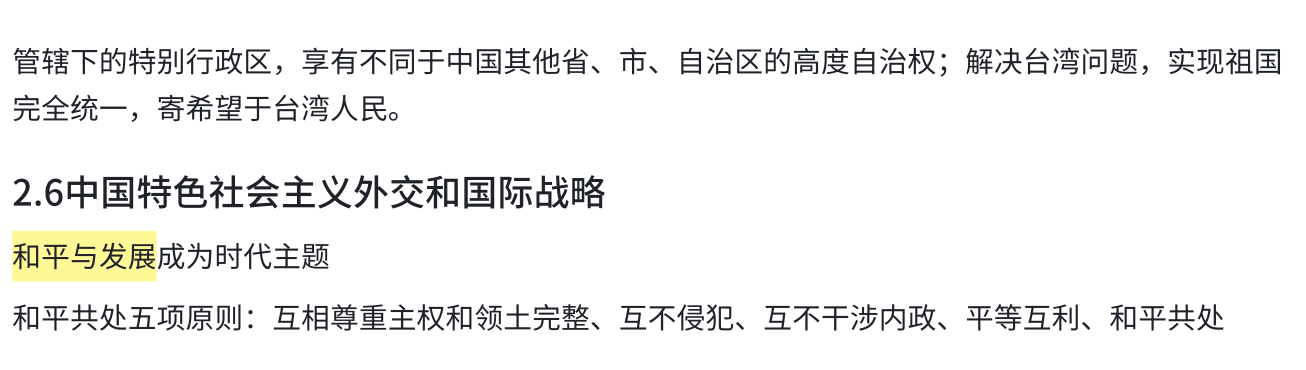 管辖下的特别行政区，享有不同于中国其他省、市、自治区的高度自治权；解决台湾问题，实现祖国
完全统一，寄希望于台湾人民。
2.6中国特色社会主义外交和国际战略
和平与发展成为时代主题
和平共处五项原则：互相尊重主权和领土完整、互不侵犯、互不干涉内政、平等互利、和平共处